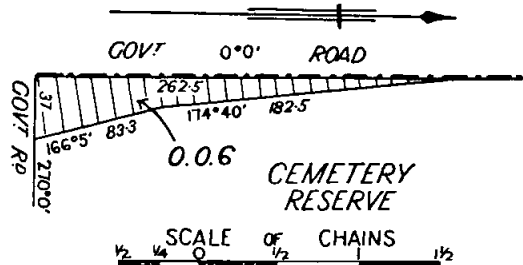 GOVT 0°0' ROAD
262.5
37
GOVT RD
270°0'
166°5' 83.3
174°40' 182.5
0.0.6
CEMETERY
RESERVE
SCALE OF CHAINS
1/2 1/4 0 1/2 1 1 1/2